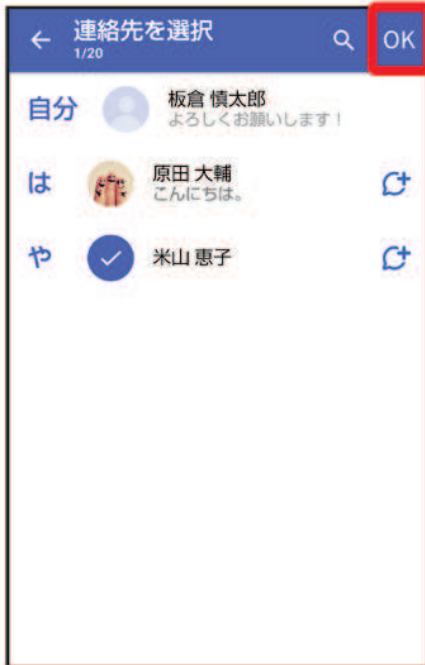 連絡先を選択
OK
1/20
自分
板倉 慎太郎
よろしくお願いします！
は
原田 大輔
こんにちは。
や
米山 恵子